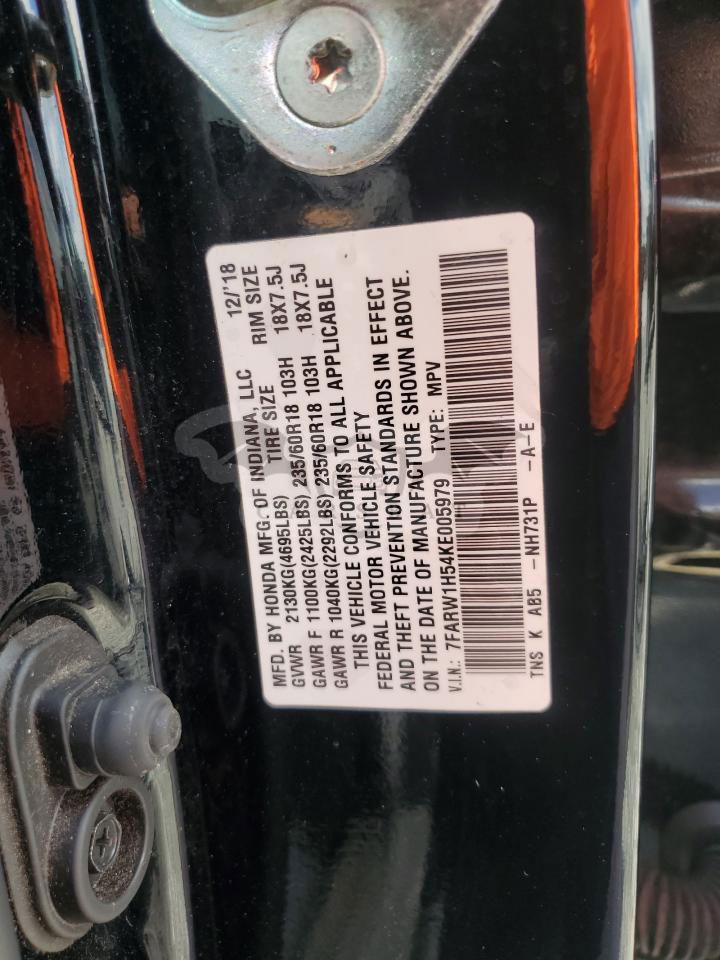 MFD. BY HONDA MFG. OF INDIANA, LLC 12/'18
GVWR 2130KG(4695LBS) TIRE SIZE RIM SIZE
GAWR F 1100KG(2425LBS) 235/60R18 103H 18X7.5J
GAWR R 1040KG(2292LBS) 235/60R18 103H 18X7.5J
THIS VEHICLE CONFORMS TO ALL APPLICABLE
FEDERAL MOTOR VEHICLE SAFETY
AND THEFT PREVENTION STANDARDS IN EFFECT
ON THE DATE OF MANUFACTURE SHOWN ABOVE.
V.I.N.: 7FARW1H54KE005979 TYPE: MPV
TNS K AB5 -NH731P -A-E